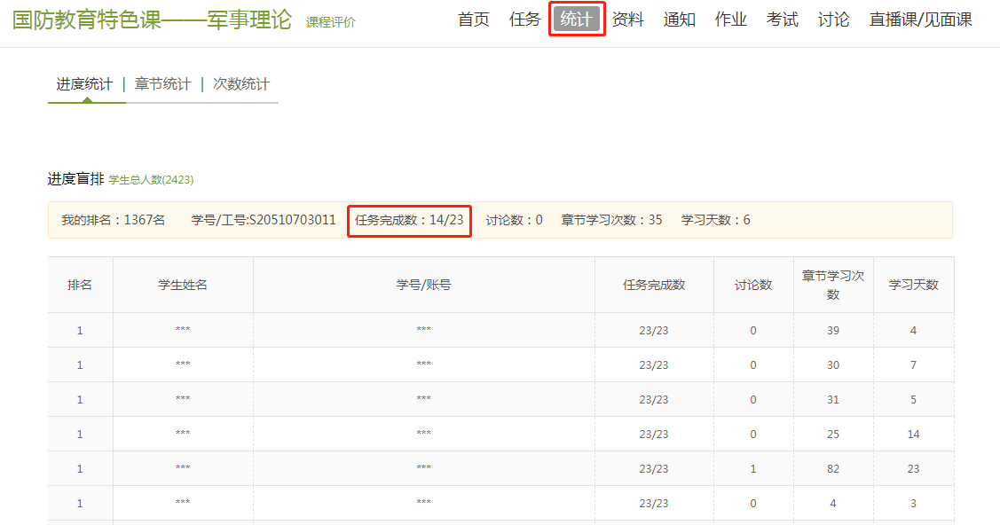 国防教育特色课——军事理论 课程评价 首页 任务 统计 资料 通知 作业 考试 讨论 直播课/见面课
进度统计 | 章节统计 | 次数统计
进度盲排 学生总人数(2423)
我的排名：1367名 学号/工号:S20510703011 任务完成数：14/23 讨论数：0 章节学习次数：35 学习天数：6
排名 学生姓名 学号/账号 任务完成数 讨论数 章节学习次数 学习天数
1 *** *** 23/23 0 39 4
1 *** *** 23/23 0 30 7
1 *** *** 23/23 0 31 5
1 *** *** 23/23 0 25 14
1 *** *** 23/23 1 82 23
1 *** *** 23/23 0 4 3